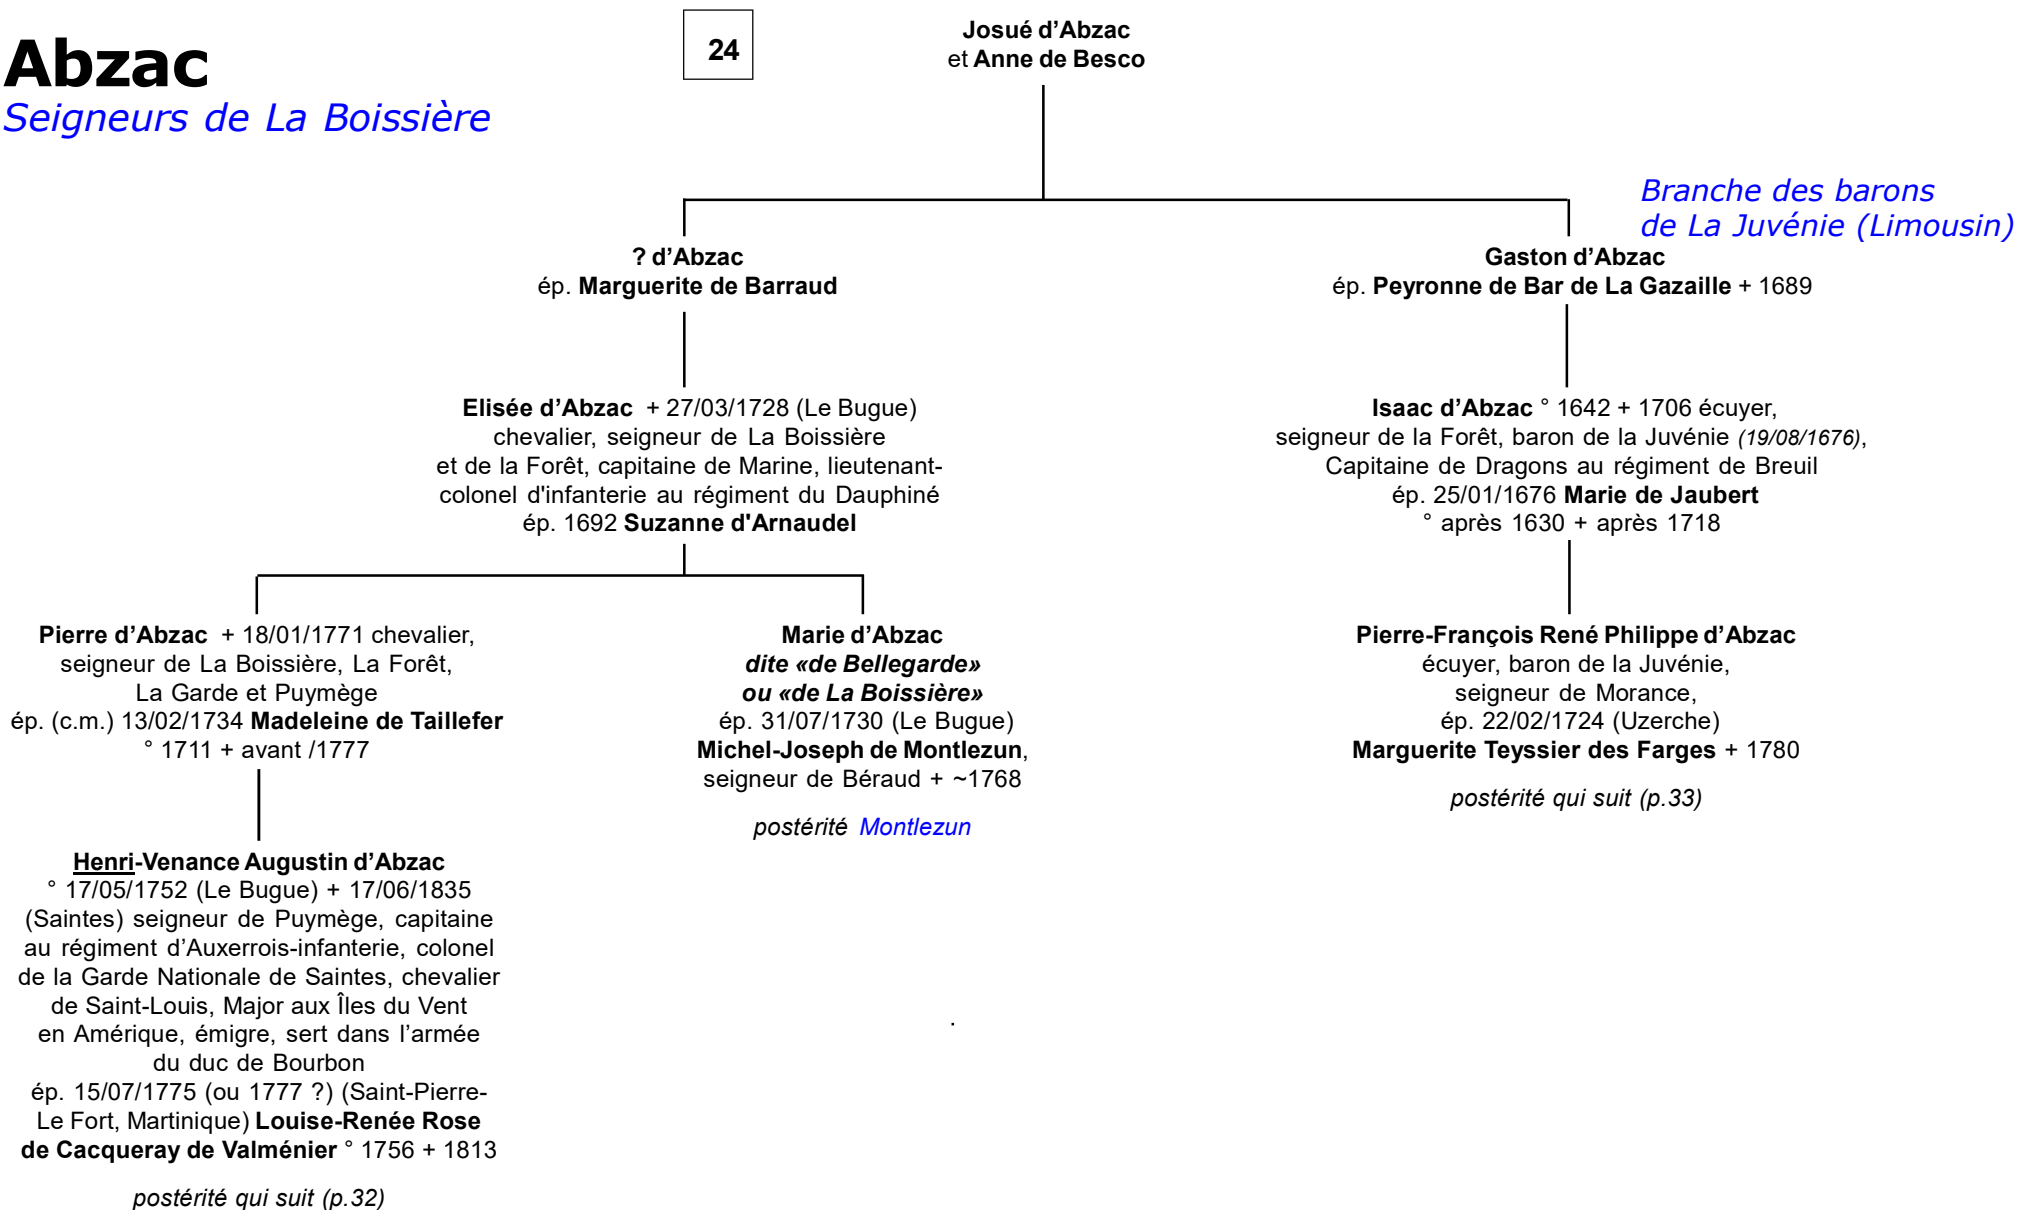 Abzac
Seigneurs de La Boissière
24
Josué d’Abzac
et Anne de Besco
Branche des barons
de La Juvénie (Limousin)
? d’Abzac
ép. Marguerite de Barraud
Gaston d’Abzac
ép. Peyronne de Bar de La Gazaille + 1689
Elisée d’Abzac + 27/03/1728 (Le Bugue)
chevalier, seigneur de La Boissière
et de la Forêt, capitaine de Marine, lieutenant-
colonel d'infanterie au régiment du Dauphiné
ép. 1692 Suzanne d'Arnaudel
Isaac d’Abzac ° 1642 + 1706 écuyer,
seigneur de la Forêt, baron de la Juvénie (19/08/1676),
Capitaine de Dragons au régiment de Breuil
ép. 25/01/1676 Marie de Jaubert
° après 1630 + après 1718
Pierre d’Abzac + 18/01/1771 chevalier,
seigneur de La Boissière, La Forêt,
La Garde et Puymège
ép. (c.m.) 13/02/1734 Madeleine de Taillefer
° 1711 + avant /1777
Marie d’Abzac
dite «de Bellegarde»
ou «de La Boissière»
ép. 31/07/1730 (Le Bugue)
Michel-Joseph de Montlezun,
seigneur de Béraud + ~1768
postérité Montlezun
Pierre-François René Philippe d’Abzac
écuyer, baron de la Juvénie,
seigneur de Morance,
ép. 22/02/1724 (Uzerche)
Marguerite Teyssier des Farges + 1780
postérité qui suit (p.33)
Henri-Venance Augustin d’Abzac
° 17/05/1752 (Le Bugue) + 17/06/1835
(Saintes) seigneur de Puymège, capitaine
au régiment d’Auxerrois-infanterie, colonel
de la Garde Nationale de Saintes, chevalier
de Saint-Louis, Major aux Îles du Vent
en Amérique, émigre, sert dans l’armée
du duc de Bourbon
ép. 15/07/1775 (ou 1777 ?) (Saint-Pierre-
Le Fort, Martinique) Louise-Renée Rose
de Cacqueray de Valménier ° 1756 + 1813
postérité qui suit (p.32)
.